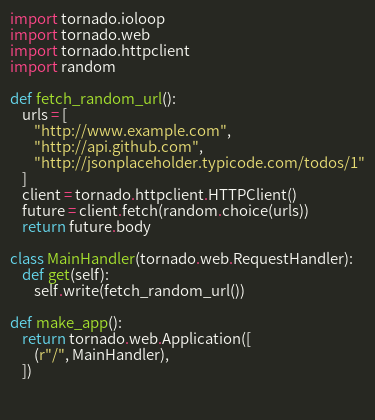 import tornado.ioloop
import tornado.web
import tornado.httpclient
import random

def fetch_random_url():
    urls = [
        "http://www.example.com",
        "http://api.github.com",
        "http://jsonplaceholder.typicode.com/todos/1"
    ]
    client = tornado.httpclient.HTTPClient()
    future = client.fetch(random.choice(urls))
    return future.body

class MainHandler(tornado.web.RequestHandler):
    def get(self):
        self.write(fetch_random_url())

def make_app():
    return tornado.web.Application([
        (r"/", MainHandler),
    ])